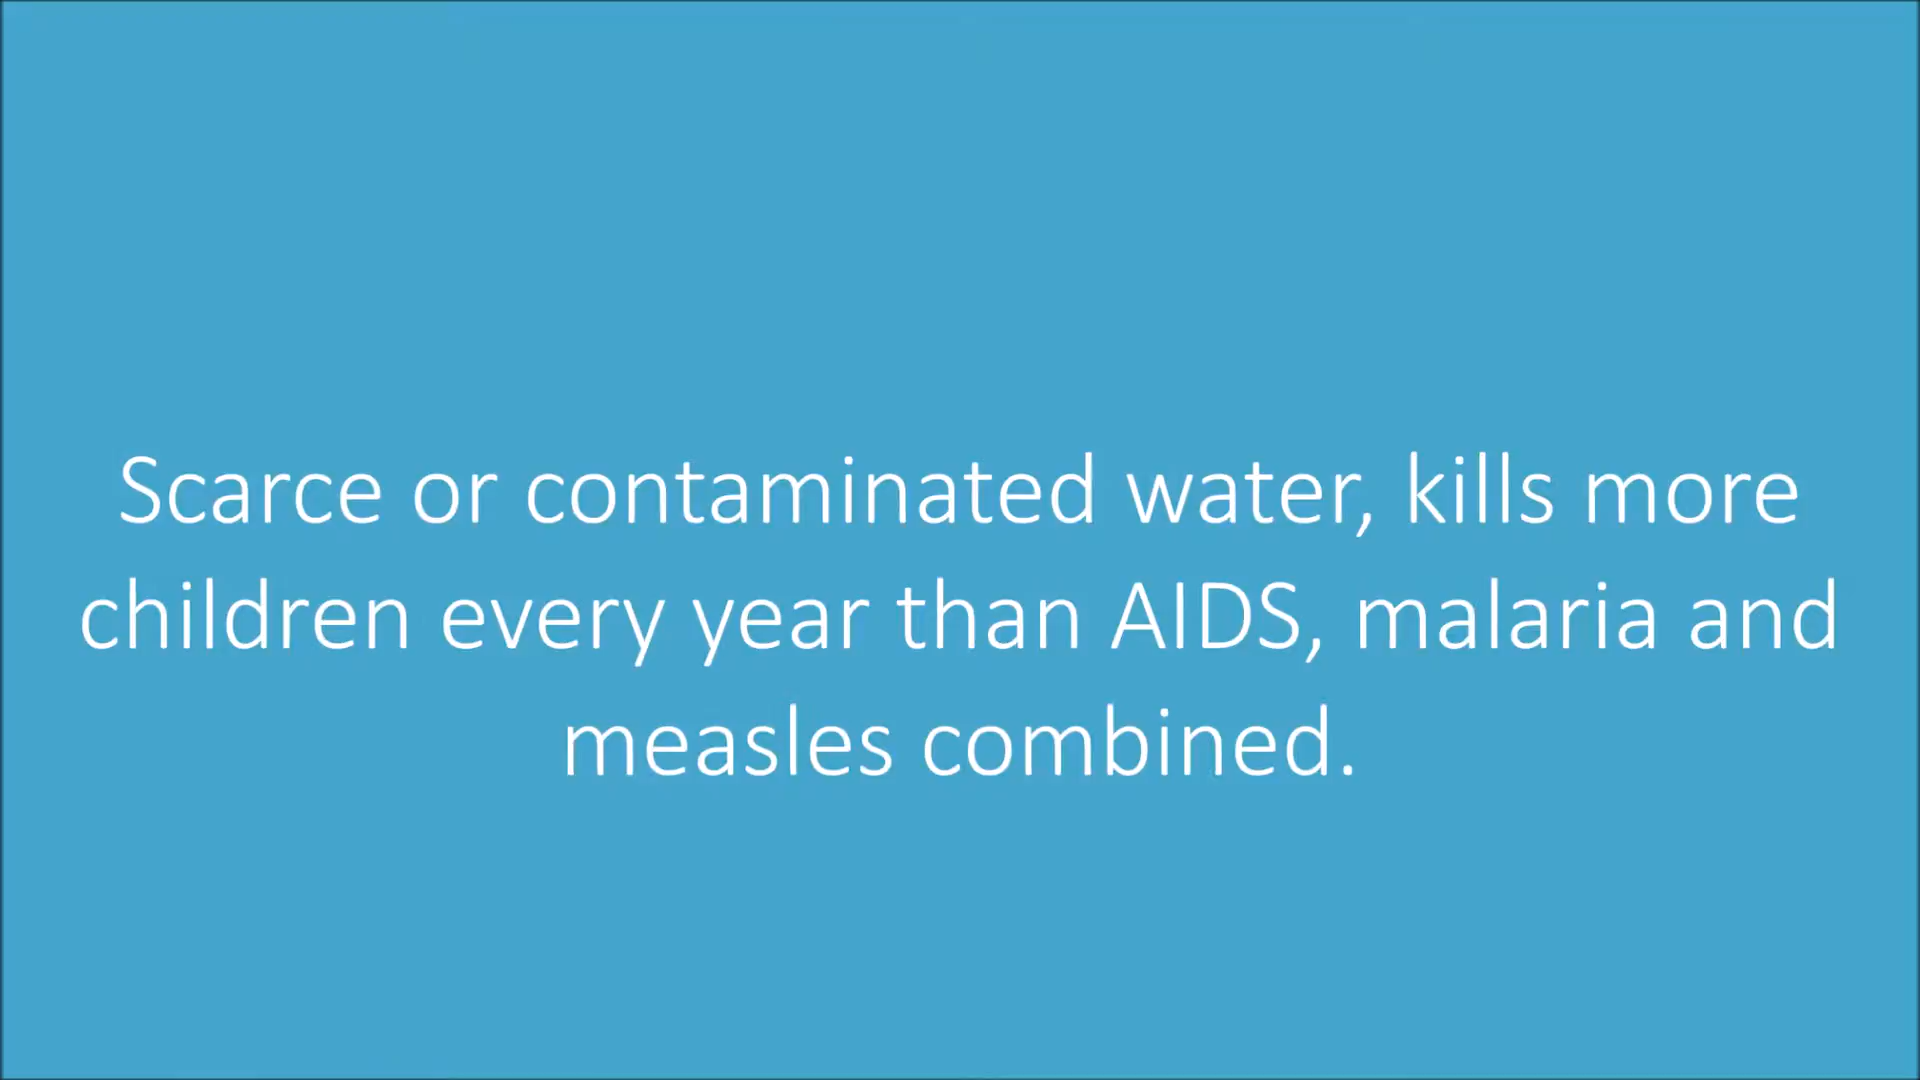 Scarce or contaminated water, kills more
children every year than AIDS, malaria and
measles combined.